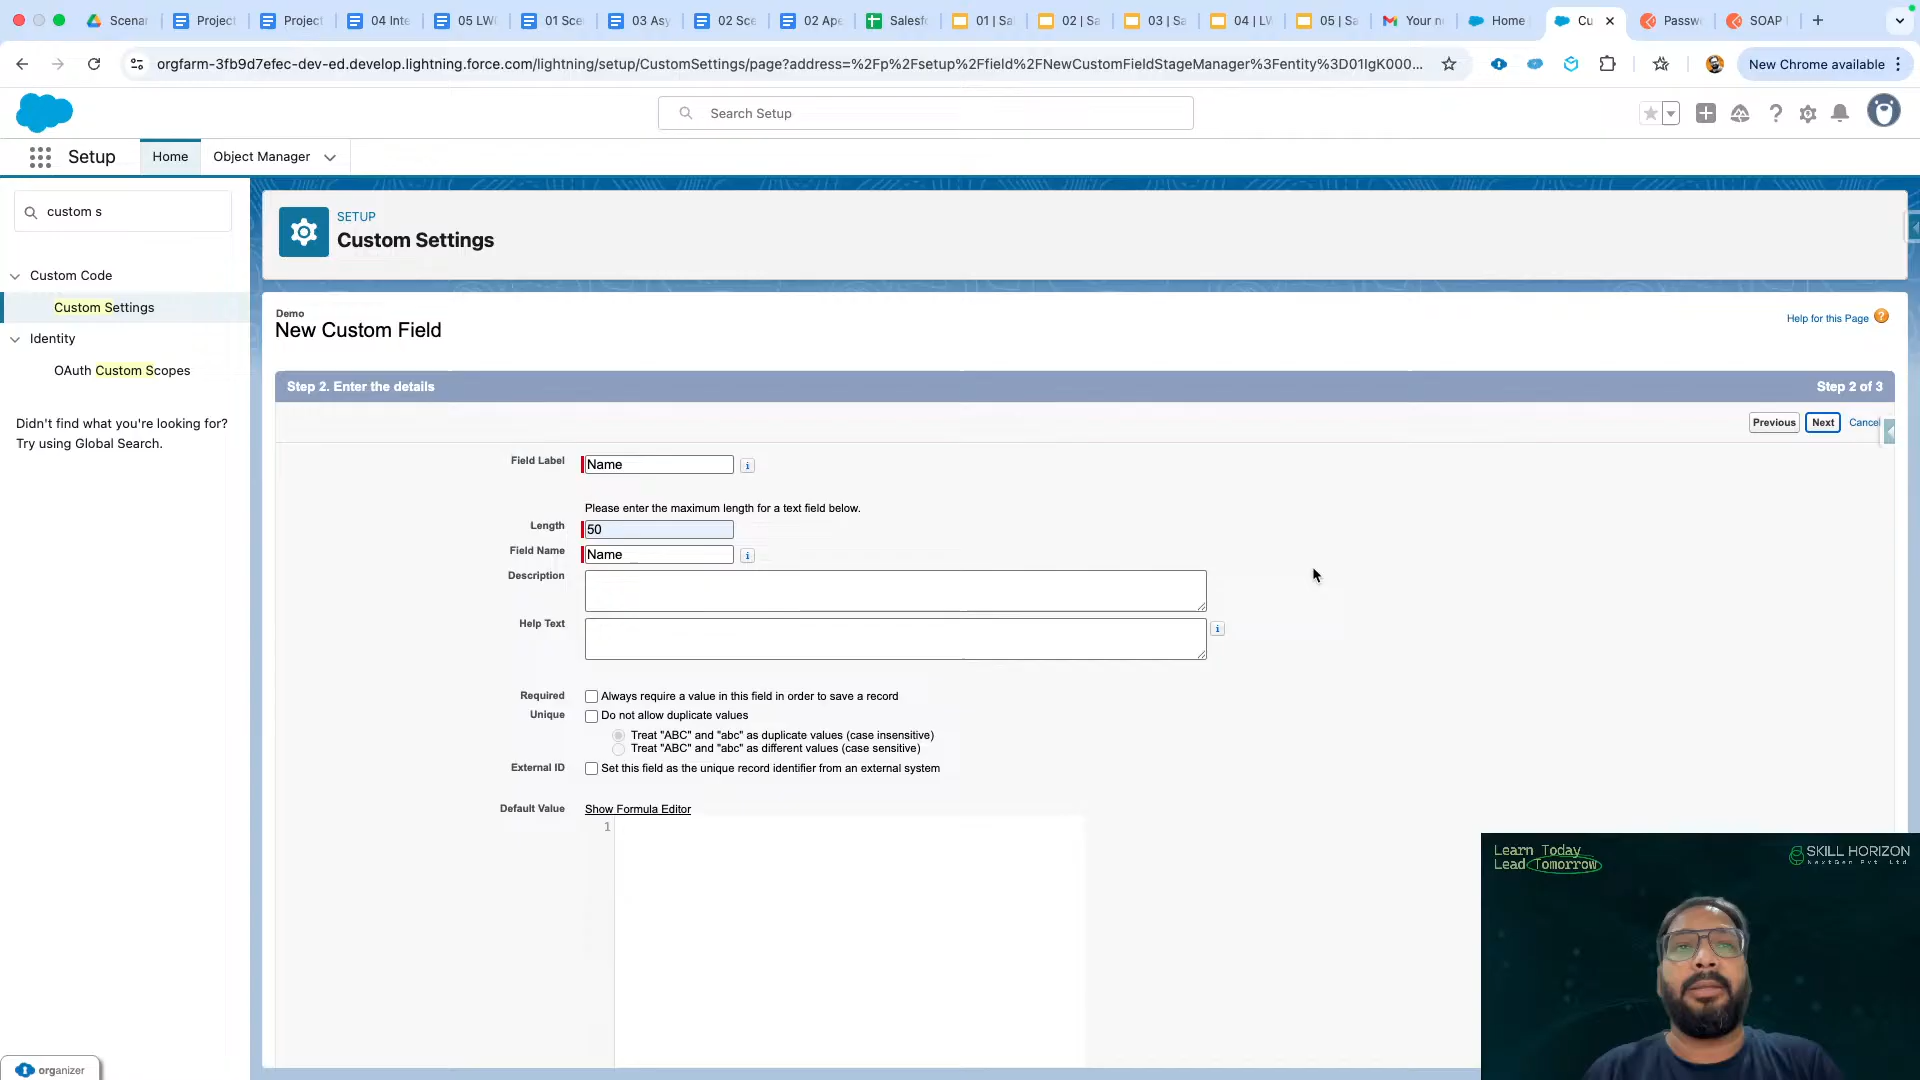 Scenar
Project
Project
04 Inte
05 LW
01 Sce
03 Asy
02 Sce
02 Ape
Salesf
01 | Sa
02 | Sa
03 | Sa
04 | LW
05 | Sa
Your n
Home
Cu
Passw
SOAP
orgfarm-3fb9d7efec-dev-ed.develop.lightning.force.com/lightning/setup/CustomSettings/page?address=%2Fp%2Fsetup%2Ffield%2FNewCustomFieldStageManager%3Fentity%3D01IgK000...
New Chrome available
Search Setup
Setup
Home
Object Manager
custom s
Custom Code
Custom Settings
Identity
OAuth Custom Scopes
Didn't find what you're looking for?
Try using Global Search.
SETUP
Custom Settings
Demo
New Custom Field
Help for this Page
Step 2. Enter the details
Step 2 of 3
Previous
Next
Cancel
Field Label
Name
Please enter the maximum length for a text field below.
Length
50
Field Name
Name
Description
Help Text
Required
Always require a value in this field in order to save a record
Unique
Do not allow duplicate values
Treat "ABC" and "abc" as duplicate values (case insensitive)
Treat "ABC" and "abc" as different values (case sensitive)
External ID
Set this field as the unique record identifier from an external system
Default Value
Show Formula Editor
1
Learn Today
Lead Tomorrow
SKILL HORIZON
NextGen Pvt Ltd
organizer